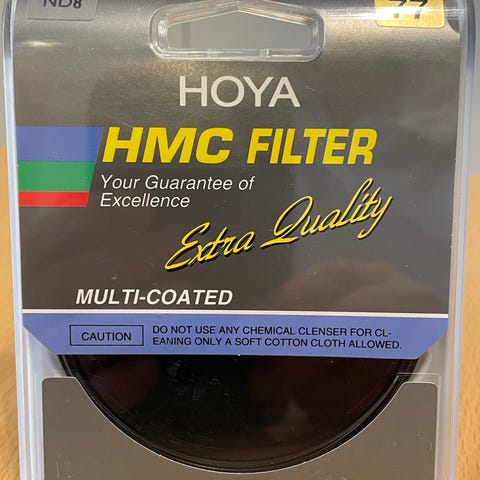 ND8
77
HOYA
HMC FILTER
Your Guarantee of
Excellence
Extra Quality
MULTI-COATED
CAUTION
DO NOT USE ANY CHEMICAL CLENSER FOR CL-
EANING ONLY A SOFT COTTON CLOTH ALLOWED.